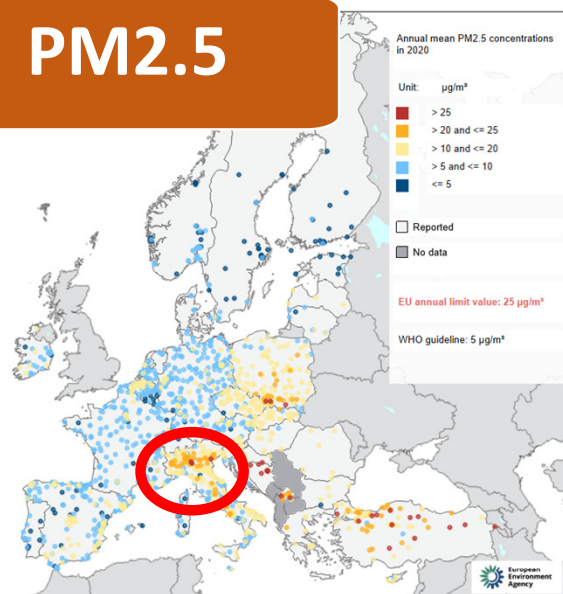 PM2.5
Annual mean PM2.5 concentrations
in 2020
Unit: µg/m³
> 25
> 20 and <= 25
> 10 and <= 20
> 5 and <= 10
<= 5
Reported
No data
EU annual limit value: 25 µg/m³
WHO guideline: 5 µg/m³
European
Environment
Agency